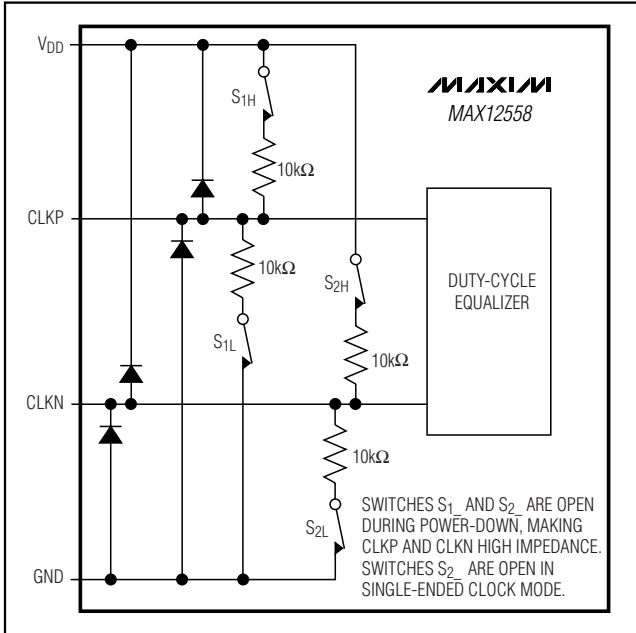 VDD
MAXIM
MAX12558
S1H
10kΩ
CLKP
10kΩ
S2H
DUTY-CYCLE
EQUALIZER
S1L
10kΩ
CLKN
10kΩ
SWITCHES S1_ AND S2_ ARE OPEN
DURING POWER-DOWN, MAKING
CLKP AND CLKN HIGH IMPEDANCE.
SWITCHES S2_ ARE OPEN IN
SINGLE-ENDED CLOCK MODE.
S2L
GND